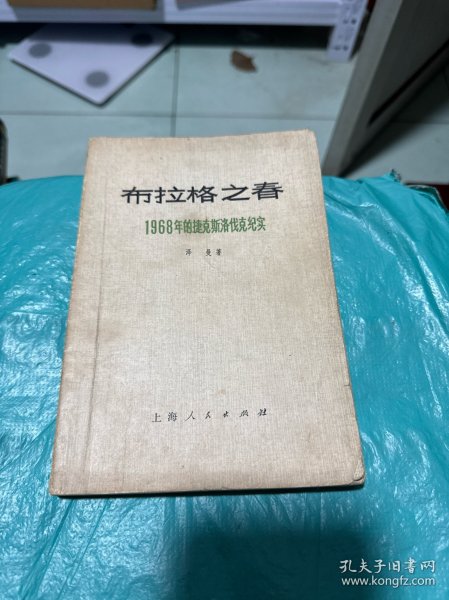 布拉格之春
1968年的捷克斯洛伐克纪实
泽曼著
上海人民出版社
孔夫子旧书网
www.kongfz.com